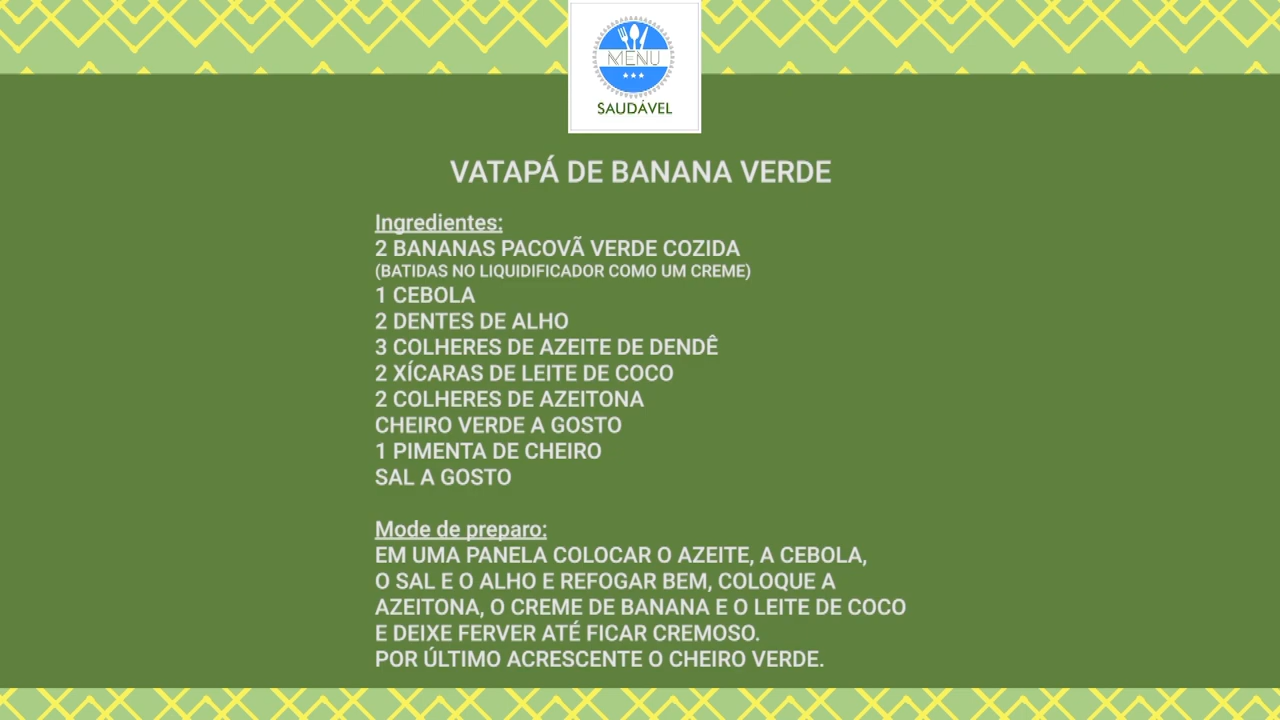 MENU
SAUDÁVEL
VATAPÁ DE BANANA VERDE
Ingredientes:
2 BANANAS PACOVÃ VERDE COZIDA
(BATIDAS NO LIQUIDIFICADOR COMO UM CREME)
1 CEBOLA
2 DENTES DE ALHO
3 COLHERES DE AZEITE DE DENDÊ
2 XÍCARAS DE LEITE DE COCO
2 COLHERES DE AZEITONA
CHEIRO VERDE A GOSTO
1 PIMENTA DE CHEIRO
SAL A GOSTO
Mode de preparo:
EM UMA PANELA COLOCAR O AZEITE, A CEBOLA,
O SAL E O ALHO E REFOGAR BEM, COLOQUE A
AZEITONA, O CREME DE BANANA E O LEITE DE COCO
E DEIXE FERVER ATÉ FICAR CREMOSO.
POR ÚLTIMO ACRESCENTE O CHEIRO VERDE.